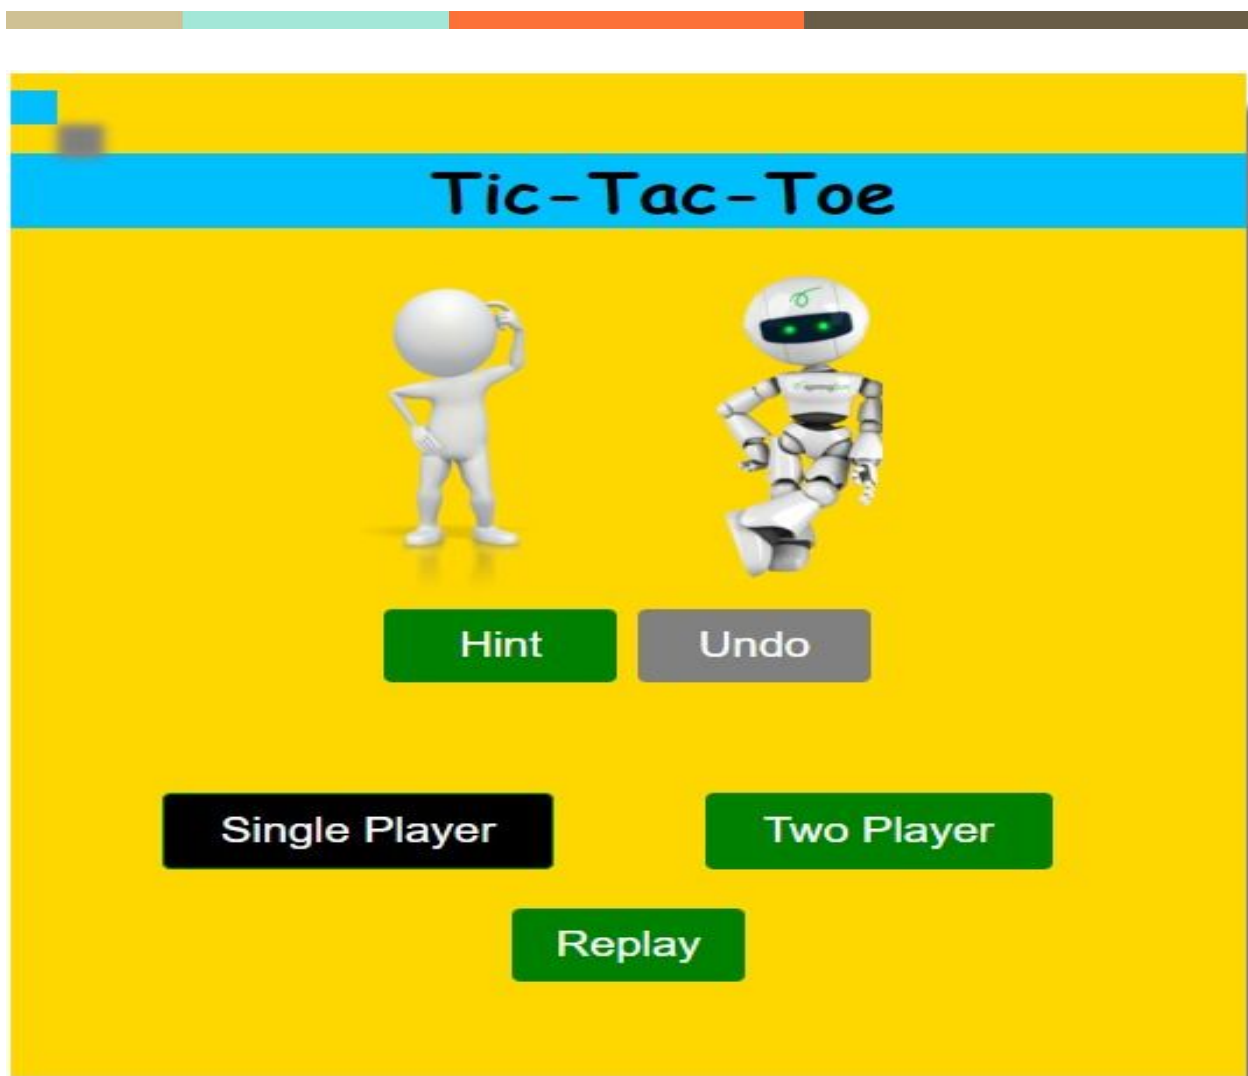 Tic-Tac-Toe
Hint
Undo
Single Player
Two Player
Replay